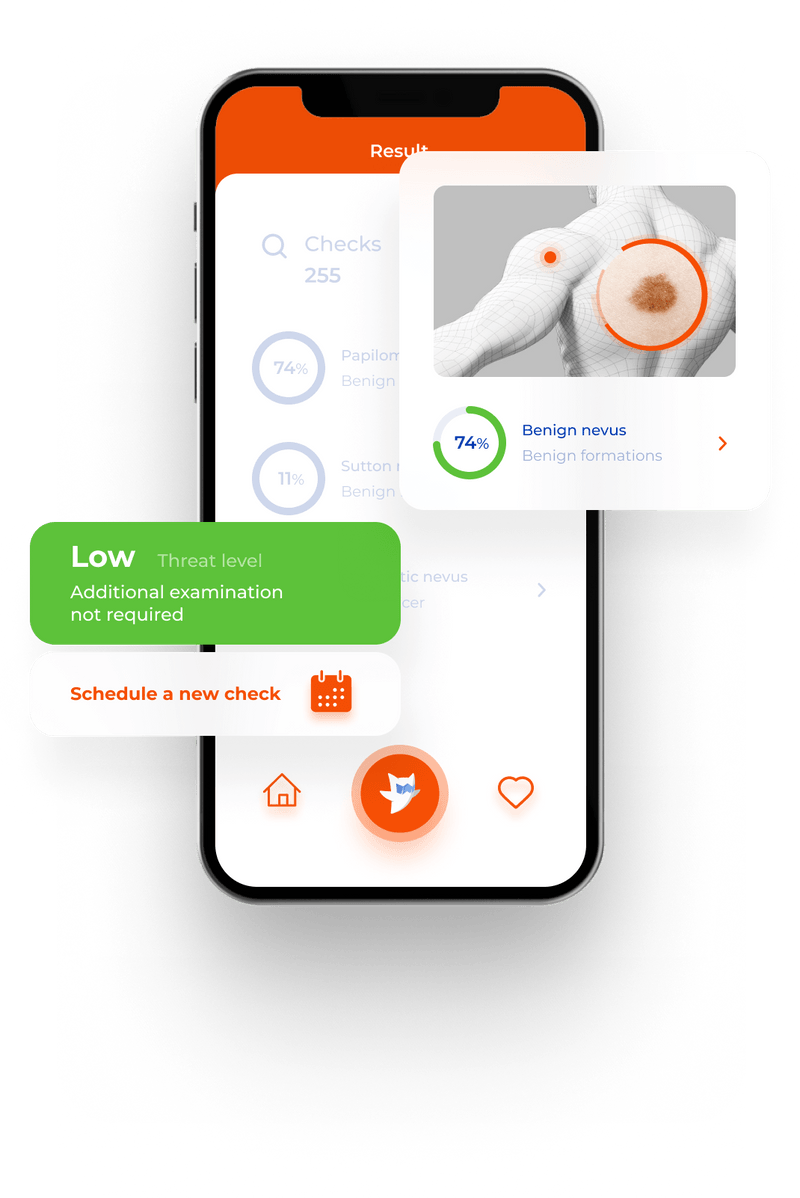 Result
Checks
255
74%
Benign nevus
Benign formations
74%
Benign
11%
Sutton
Benign
tic nevus
cer
Low Threat level
Additional examination
not required
Schedule a new check